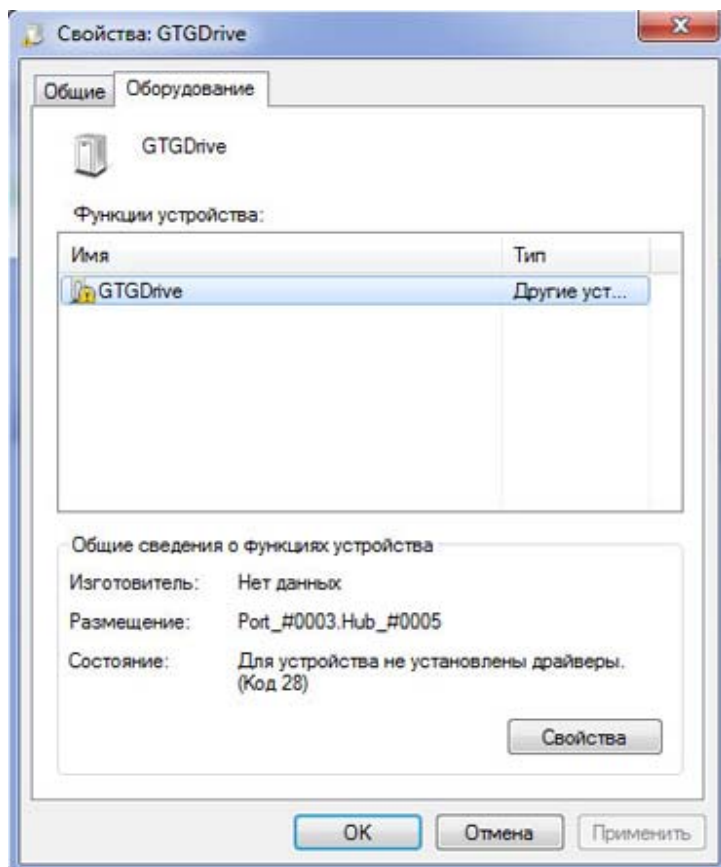 Свойства: GTGDrive
Общие
Оборудование
GTGDrive
Функции устройства:
Имя Тип
GTGDrive Другие уст...
Общие сведения о функциях устройства
Изготовитель: Нет данных
Размещение: Port_#0003.Hub_#0005
Состояние: Для устройства не установлены драйверы.
(Код 28)
Свойства
OK Отмена Применить